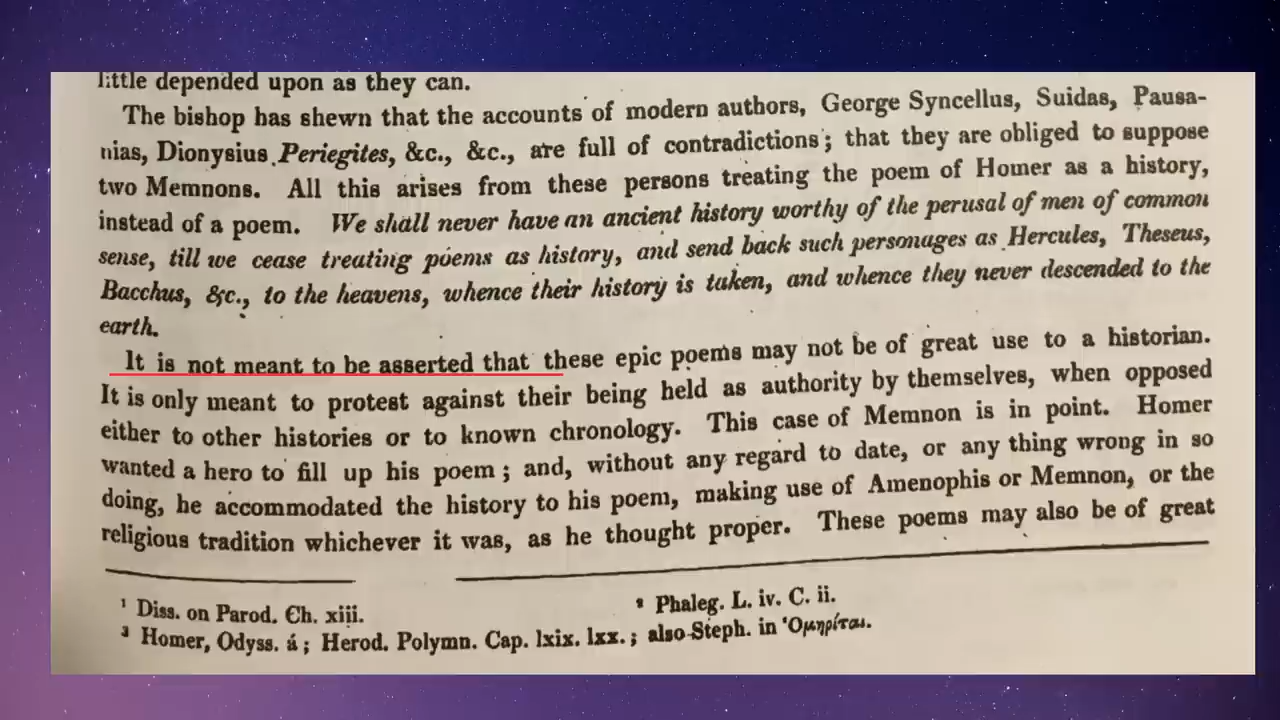 little depended upon as they can.
The bishop has shewn that the accounts of modern authors, George Syncellus, Suidas, Pausa-
nias, Dionysius Periegites, &c., &c., are full of contradictions; that they are obliged to suppose
two Memnons. All this arises from these persons treating the poem of Homer as a history,
instead of a poem. We shall never have an ancient history worthy of the perusal of men of common
sense, till we cease treating poems as history, and send back such personages as Hercules, Theseus,
Bacchus, &c., to the heavens, whence their history is taken, and whence they never descended to the
earth.
It is not meant to be asserted that these epic poems may not be of great use to a historian.
It is only meant to protest against their being held as authority by themselves, when opposed
either to other histories or to known chronology. This case of Memnon is in point. Homer
wanted a hero to fill up his poem; and, without any regard to date, or any thing wrong in so
doing, he accommodated the history to his poem, making use of Amenophis or Memnon, or the
religious tradition whichever it was, as he thought proper. These poems may also be of great
¹ Diss. on Parod. Ch. xiii.
² Phaleg. L. iv. C. ii.
³ Homer, Odyss. á; Herod. Polymn. Cap. lxix. lxx.; also Steph. in Ὁμηρίται.